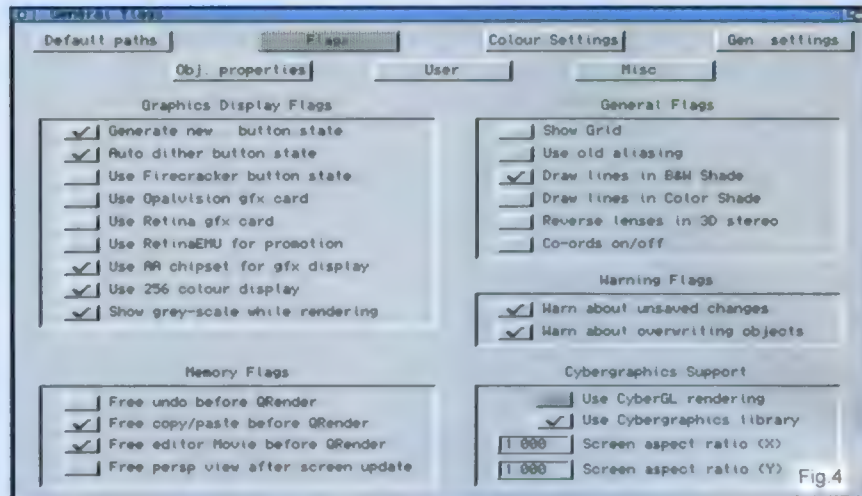 General flags
Default paths
Flags
Colour Settings
Gen. settings
Obj. properties
User
Misc
Graphics Display Flags
Generate new button state
Auto dither button state
Use Firecracker button state
Use Opalvision gfx card
Use Retina gfx card
Use RetinaEMU for promotion
Use AA chipset for gfx display
Use 256 colour display
Show grey-scale while rendering
General Flags
Show Grid
Use old aliasing
Draw lines in B&W Shade
Draw lines in Color Shade
Reverse lenses in 3D stereo
Co-ords on/off
Warning Flags
Warn about unsaved changes
Warn about overwriting objects
Memory Flags
Free undo before QRender
Free copy/paste before QRender
Free editor Movie before QRender
Free persp view after screen update
Cybergraphics Support
Use CyberGL rendering
Use Cybergraphics library
1.000 Screen aspect ratio (X)
1.000 Screen aspect ratio (Y)
Fig.4